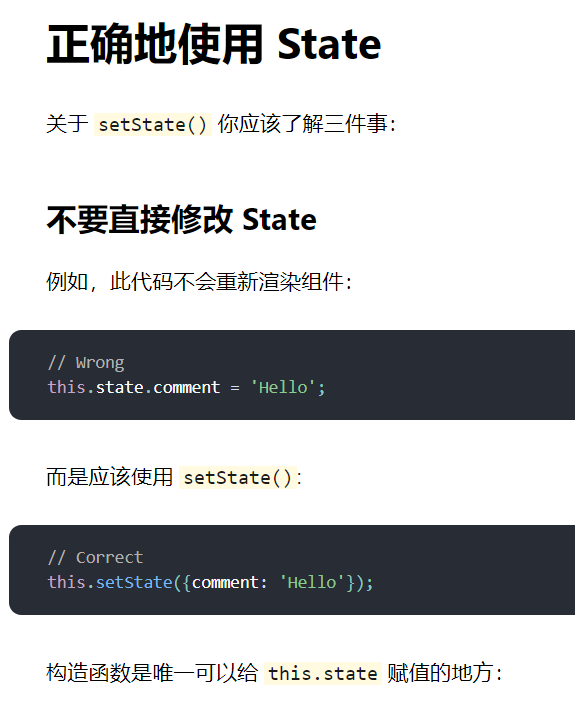 正确地使用 State
关于 setState() 你应该了解三件事：
不要直接修改 State
例如，此代码不会重新渲染组件：
// Wrong
this.state.comment = 'Hello';
而是应该使用 setState():
// Correct
this.setState({comment: 'Hello'});
构造函数是唯一可以给 this.state 赋值的地方：